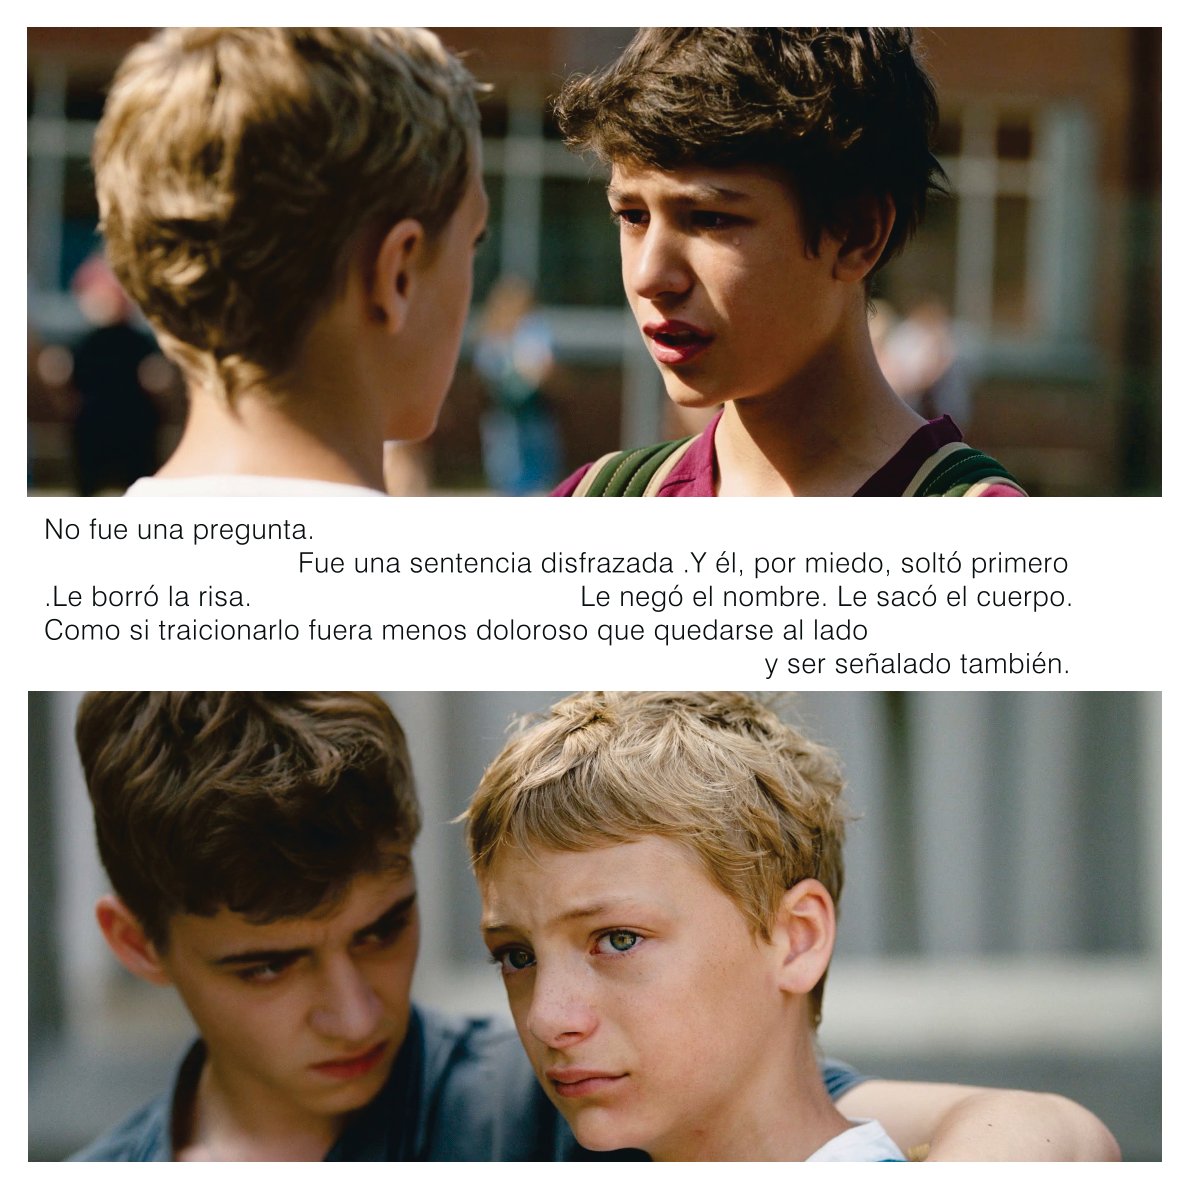 No fue una pregunta.
Fue una sentencia disfrazada .Y él, por miedo, soltó primero
.Le borró la risa. Le negó el nombre. Le sacó el cuerpo.
Como si traicionarlo fuera menos doloroso que quedarse al lado
y ser señalado también.